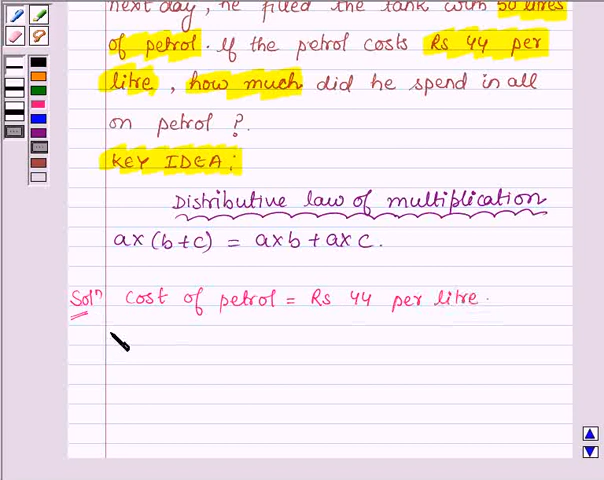 next day, he filled the tank with 50 litres
of petrol. If the petrol costs Rs 44 per
litre, how much did he spend in all
on petrol?
KEY IDEA:
Distributive law of multiplication
a×(b+c) = a×b+a×c.
Solⁿ Cost of petrol = Rs 44 per litre.